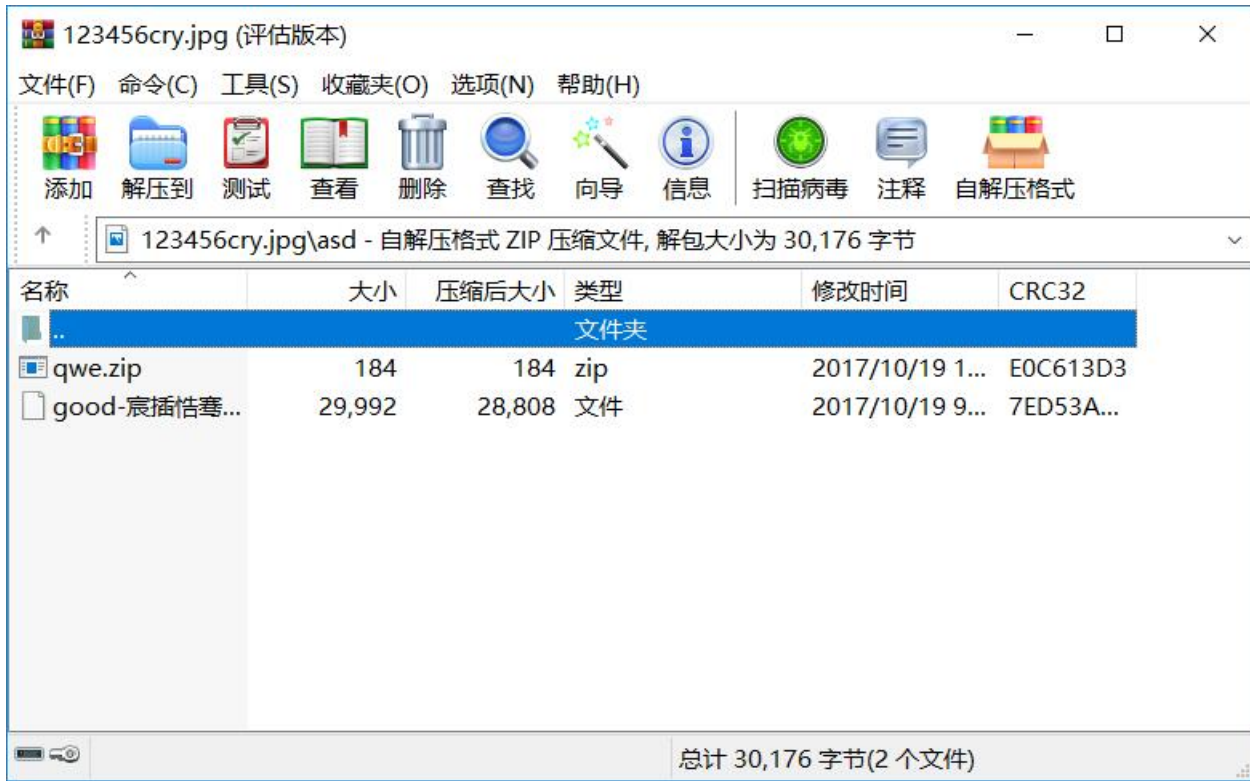 123456cry.jpg (评估版本)
文件(F) 命令(C) 工具(S) 收藏夹(O) 选项(N) 帮助(H)
添加 解压到 测试 查看 删除 查找 向导 信息 扫描病毒 注释 自解压格式
123456cry.jpg\asd - 自解压格式 ZIP 压缩文件, 解包大小为 30,176 字节
名称 大小 压缩后大小 类型 修改时间 CRC32
.. 文件夹
qwe.zip 184 184 zip 2017/10/19 1... E0C613D3
good-宸插悎骞... 29,992 28,808 文件 2017/10/19 9... 7ED53A...
总计 30,176 字节(2 个文件)